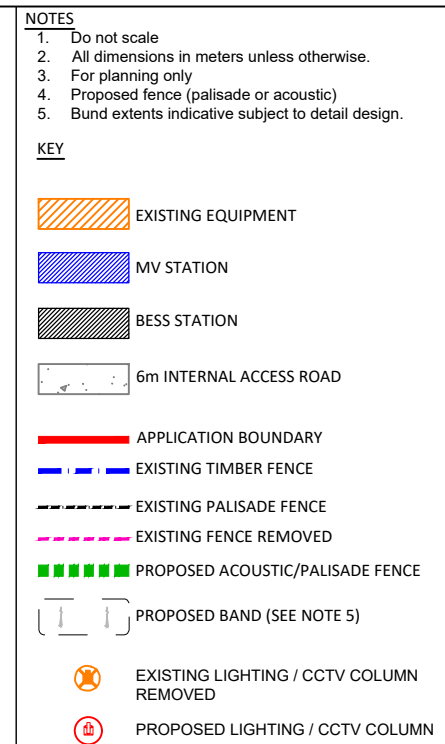 NOTES
1. Do not scale
2. All dimensions in meters unless otherwise.
3. For planning only
4. Proposed fence (palisade or acoustic)
5. Bund extents indicative subject to detail design.
KEY
EXISTING EQUIPMENT
MV STATION
BESS STATION
6m INTERNAL ACCESS ROAD
APPLICATION BOUNDARY
EXISTING TIMBER FENCE
EXISTING PALISADE FENCE
EXISTING FENCE REMOVED
PROPOSED ACOUSTIC/PALISADE FENCE
PROPOSED BAND (SEE NOTE 5)
EXISTING LIGHTING / CCTV COLUMN
REMOVED
PROPOSED LIGHTING / CCTV COLUMN